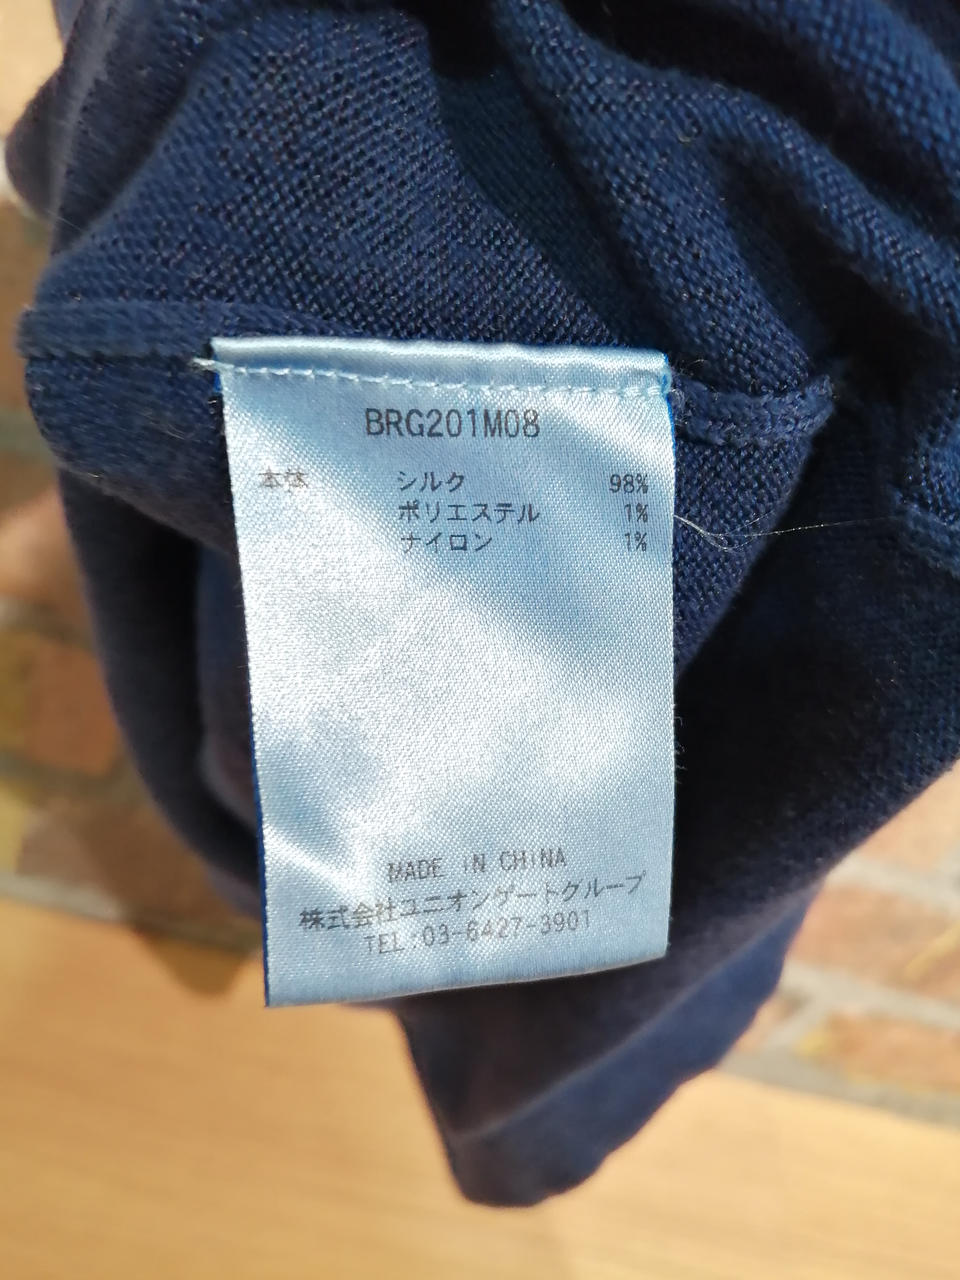 BRG201M08
本体 シルク 98%
ポリエステル 1%
ナイロン 1%
MADE IN CHINA
株式会社ユニオンゲートグループ
TEL:03-6427-3901